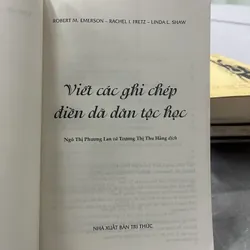 ROBERT M. EMERSON - RACHEL I. FRETZ - LINDA L. SHAW
Viết các ghi chép
điền dã dân tộc học
Ngô Thị Phương Lan và Trương Thị Thu Hằng dịch
NHÀ XUẤT BẢN TRI THỨC